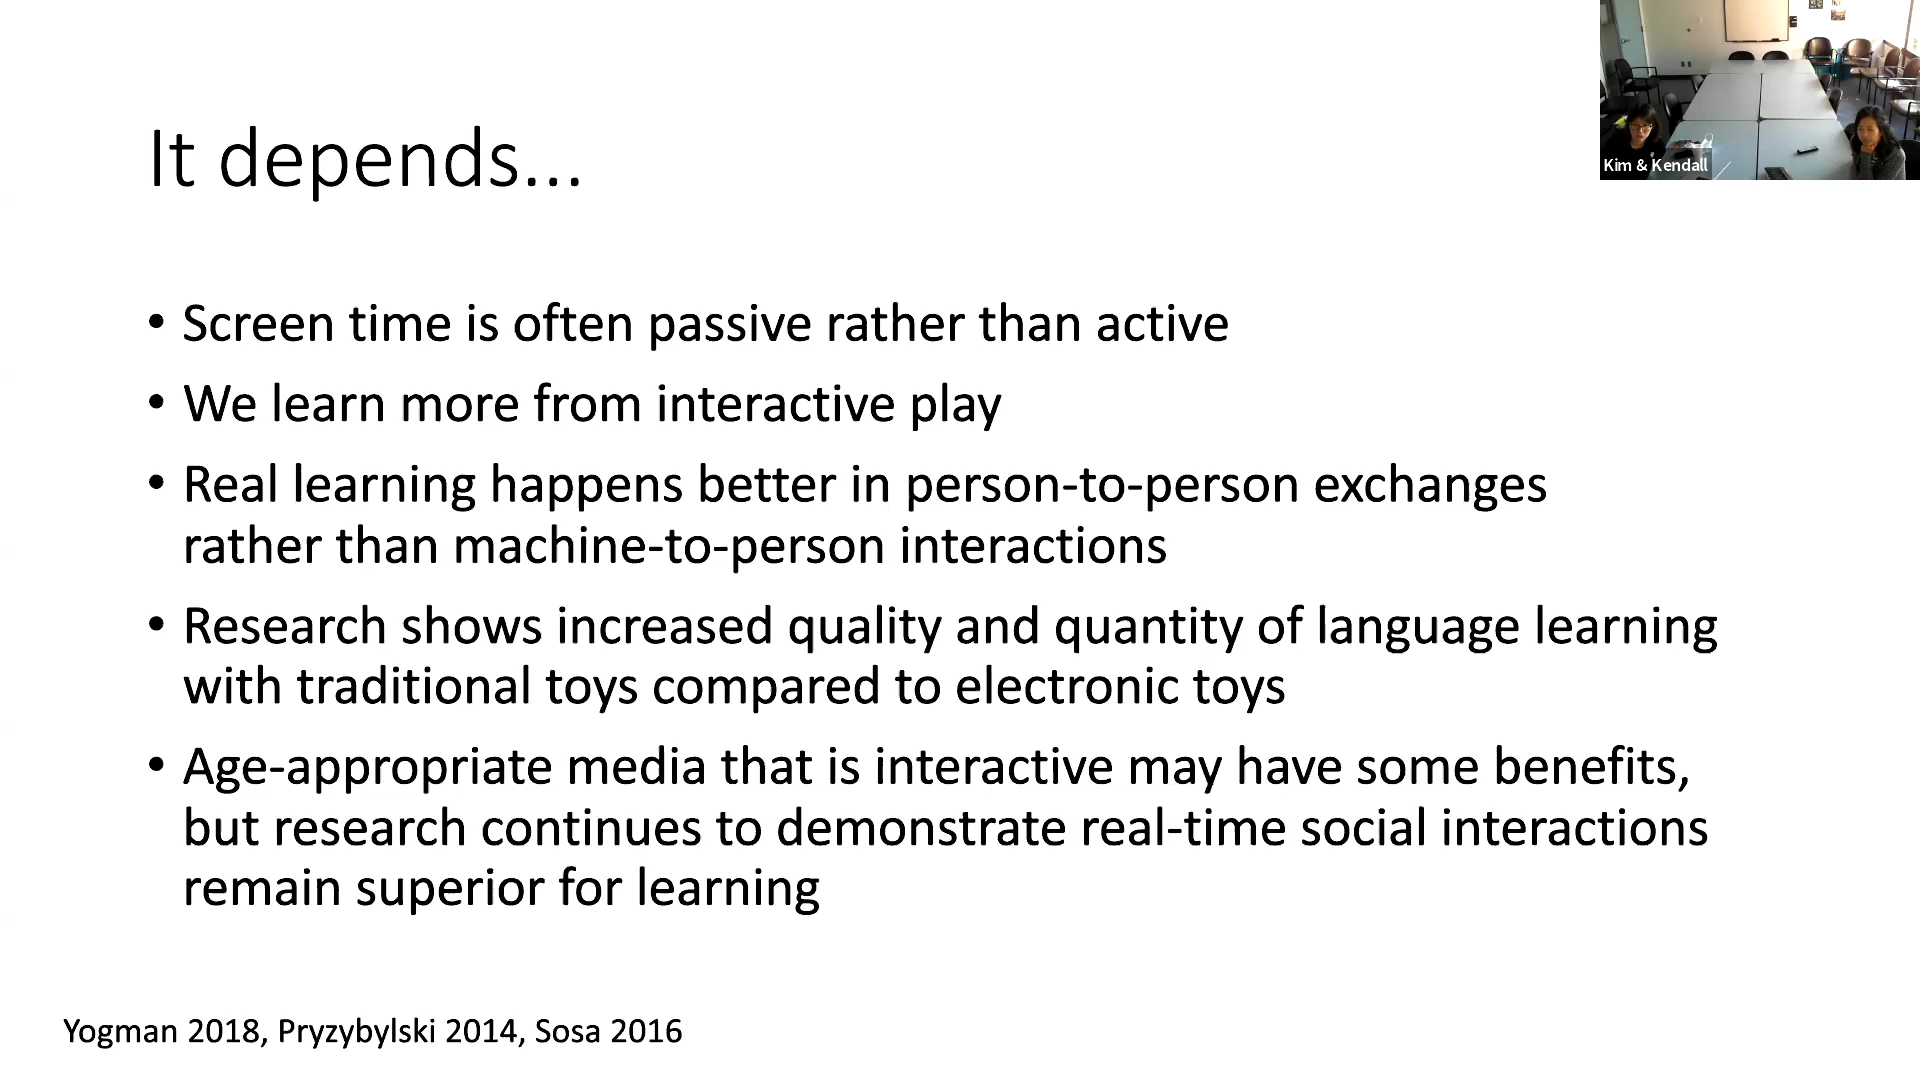 Kim & Kendall
It depends...
• Screen time is often passive rather than active
• We learn more from interactive play
• Real learning happens better in person-to-person exchanges
rather than machine-to-person interactions
• Research shows increased quality and quantity of language learning
with traditional toys compared to electronic toys
• Age-appropriate media that is interactive may have some benefits,
but research continues to demonstrate real-time social interactions
remain superior for learning
Yogman 2018, Pryzybylski 2014, Sosa 2016